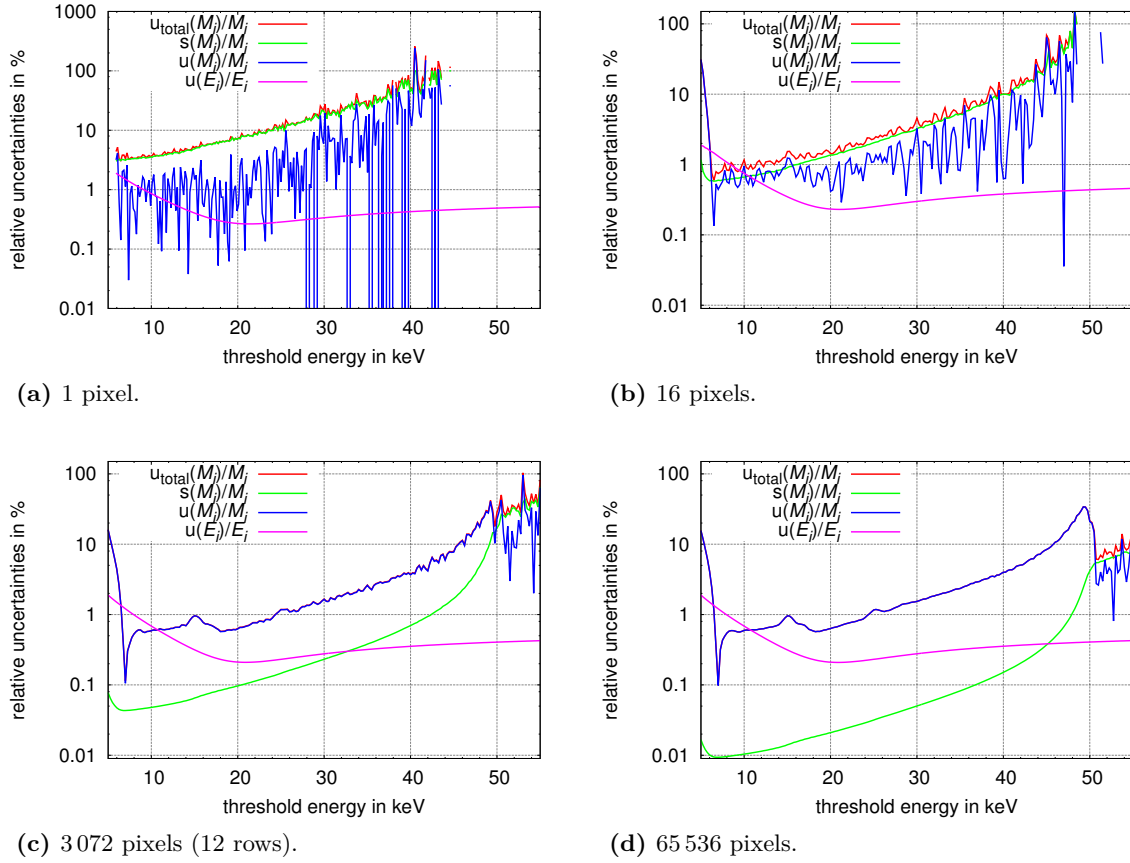 1000
100
10
1
0.1
0.01
relative uncertainties in %
u_total(M_i)/M_i
s(M_i)/M_i
u(M_i)/M_i
u(E_i)/E_i
10 20 30 40 50
threshold energy in keV
(a) 1 pixel.
100
10
1
0.1
0.01
relative uncertainties in %
u_total(M_i)/M_i
s(M_i)/M_i
u(M_i)/M_i
u(E_i)/E_i
10 20 30 40 50
threshold energy in keV
(b) 16 pixels.
100
10
1
0.1
0.01
relative uncertainties in %
u_total(M_i)/M_i
s(M_i)/M_i
u(M_i)/M_i
u(E_i)/E_i
10 20 30 40 50
threshold energy in keV
(c) 3 072 pixels (12 rows).
100
10
1
0.1
0.01
relative uncertainties in %
u_total(M_i)/M_i
s(M_i)/M_i
u(M_i)/M_i
u(E_i)/E_i
10 20 30 40 50
threshold energy in keV
(d) 65 536 pixels.